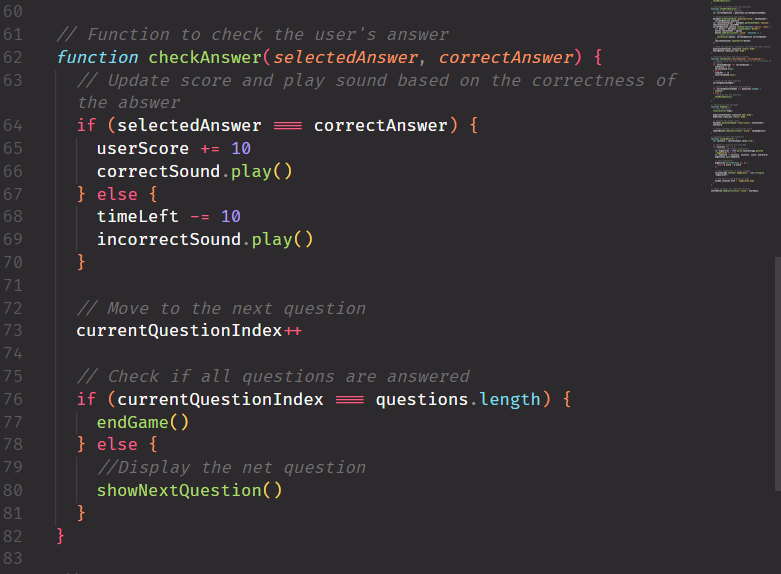 60
61 // Function to check the user's answer
62 function checkAnswer(selectedAnswer, correctAnswer) {
63 // Update score and play sound based on the correctness of
the abswer
64 if (selectedAnswer === correctAnswer) {
65 userScore += 10
66 correctSound.play()
67 } else {
68 timeLeft -= 10
69 incorrectSound.play()
70 }
71
72 // Move to the next question
73 currentQuestionIndex++
74
75 // Check if all questions are answered
76 if (currentQuestionIndex === questions.length) {
77 endGame()
78 } else {
79 //Display the net question
80 showNextQuestion()
81 }
82 }
83